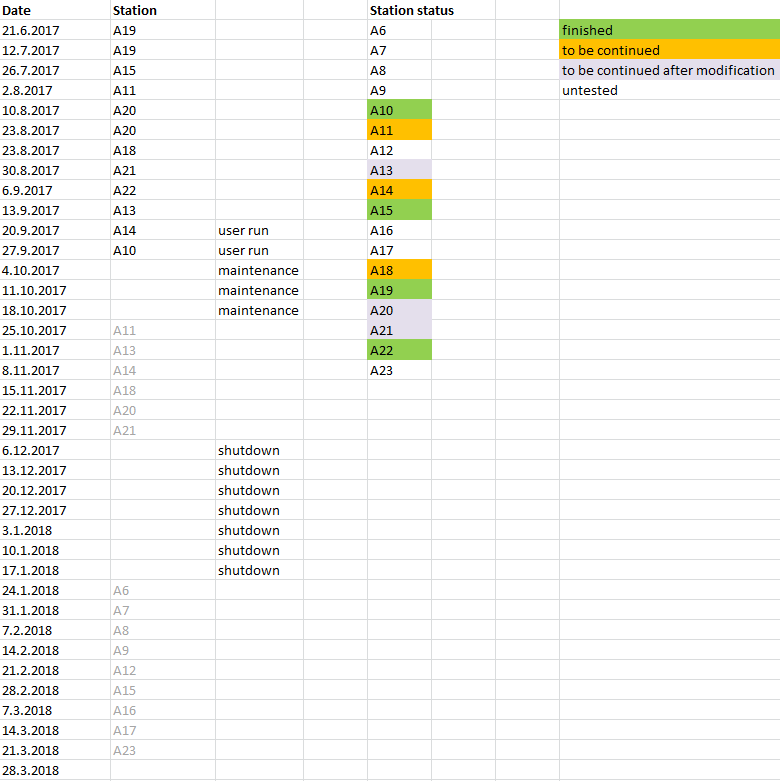 Date Station Station status
21.6.2017 A19 A6 finished
12.7.2017 A19 A7 to be continued
26.7.2017 A15 A8 to be continued after modification
2.8.2017 A11 A9 untested
10.8.2017 A20 A10
23.8.2017 A20 A11
23.8.2017 A18 A12
30.8.2017 A21 A13
6.9.2017 A22 A14
13.9.2017 A13 A15
20.9.2017 A14 user run A16
27.9.2017 A10 user run A17
4.10.2017 maintenance A18
11.10.2017 maintenance A19
18.10.2017 maintenance A20
25.10.2017 A11 A21
1.11.2017 A13 A22
8.11.2017 A14 A23
15.11.2017 A18
22.11.2017 A20
29.11.2017 A21
6.12.2017 shutdown
13.12.2017 shutdown
20.12.2017 shutdown
27.12.2017 shutdown
3.1.2018 shutdown
10.1.2018 shutdown
17.1.2018 shutdown
24.1.2018 A6
31.1.2018 A7
7.2.2018 A8
14.2.2018 A9
21.2.2018 A12
28.2.2018 A15
7.3.2018 A16
14.3.2018 A17
21.3.2018 A23
28.3.2018